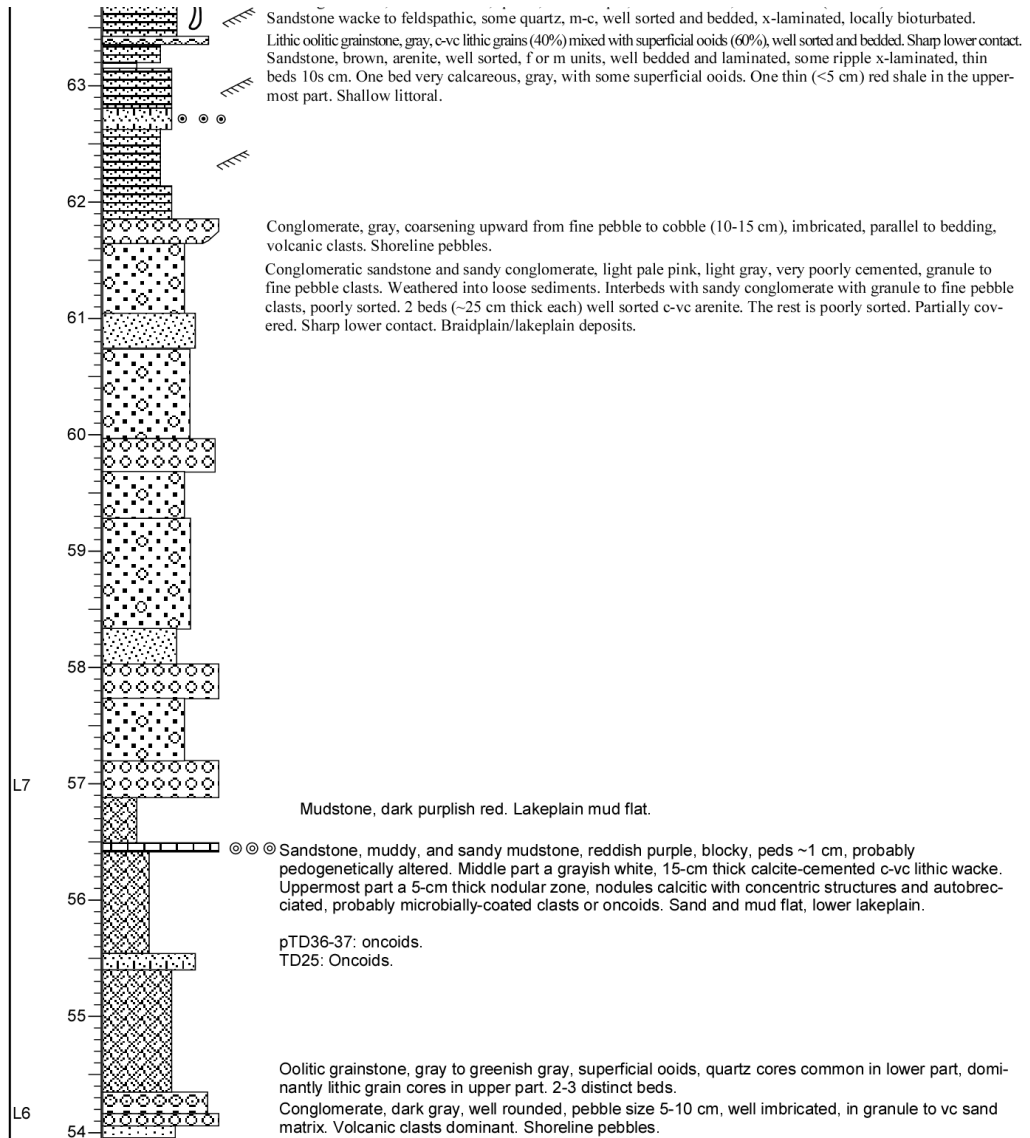 Sandstone wacke to feldspathic, some quartz, m-c, well sorted and bedded, x-laminated, locally bioturbated.
Lithic oolitic grainstone, gray, c-vc lithic grains (40%) mixed with superficial ooids (60%), well sorted and bedded. Sharp lower contact.
Sandstone, brown, arenite, well sorted, f or m units, well bedded and laminated, some ripple x-laminated, thin
beds 10s cm. One bed very calcareous, gray, with some superficial ooids. One thin (<5 cm) red shale in the upper-
63
most part. Shallow littoral.
62
Conglomerate, gray, coarsening upward from fine pebble to cobble (10-15 cm), imbricated, parallel to bedding,
volcanic clasts. Shoreline pebbles.
Conglomeratic sandstone and sandy conglomerate, light pale pink, light gray, very poorly cemented, granule to
fine pebble clasts. Weathered into loose sediments. Interbeds with sandy conglomerate with granule to fine pebble
clasts, poorly sorted. 2 beds (~25 cm thick each) well sorted c-vc arenite. The rest is poorly sorted. Partially cov-
61
ered. Sharp lower contact. Braidplain/lakeplain deposits.
60
59
58
L7
57
Mudstone, dark purplish red. Lakeplain mud flat.
Sandstone, muddy, and sandy mudstone, reddish purple, blocky, peds ~1 cm, probably
pedogenetically altered. Middle part a grayish white, 15-cm thick calcite-cemented c-vc lithic wacke.
Uppermost part a 5-cm thick nodular zone, nodules calcitic with concentric structures and autobrec-
56
ciated, probably microbially-coated clasts or oncoids. Sand and mud flat, lower lakeplain.
pTD36-37: oncoids.
TD25: Oncoids.
55
Oolitic grainstone, gray to greenish gray, superficial ooids, quartz cores common in lower part, domi-
nantly lithic grain cores in upper part. 2-3 distinct beds.
L6
Conglomerate, dark gray, well rounded, pebble size 5-10 cm, well imbricated, in granule to vc sand
54
matrix. Volcanic clasts dominant. Shoreline pebbles.